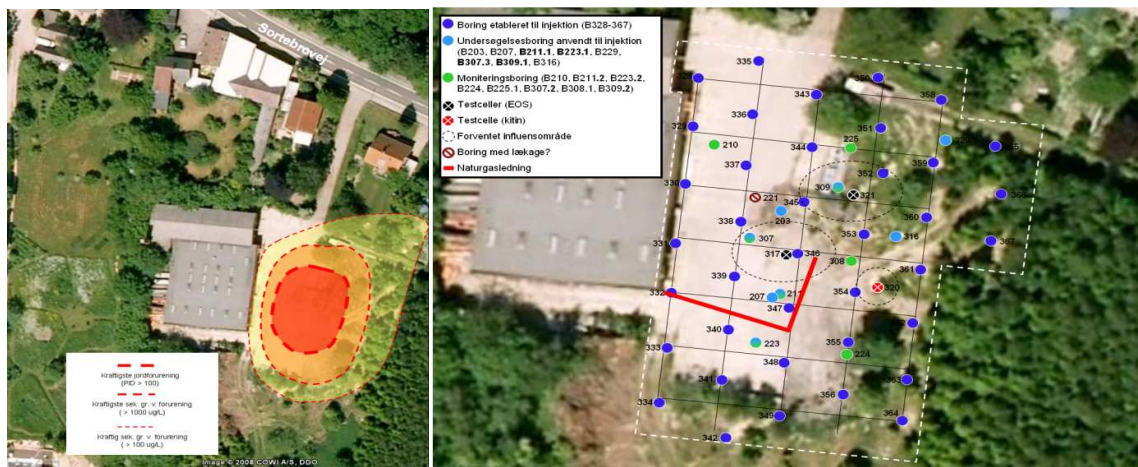 Sortebrovej
Kraftigste jordforurening
(PID > 100)
Kraftigste sek. gr. v. forurening
( > 1000 ug/L)
Kraftig sek. gr. v. forurening
( > 100 ug/L)
Image © 2008 COWI A/S, DDO
Boring etableret til injektion (B328-367)
Undersøgelsesboring anvendt til injektion
(B203, B207, B211.1, B223.1, B229,
B307.3, B309.1, B316)
Moniteringsboring (B210, B211.2, B223.2,
B224, B225.1, B307.2, B308.1, B309.2)
Testceller (EOS)
Testcelle (kitin)
Forventet influensområde
Boring med lækage?
Naturgasledning
335
343
358
336
351
329
210
344
225
337
352
359
330
309
321
221
345
203
360
338
353
316
331
307
317
346
308
361
339
320
332
207
354
347
340
223
355
333
348
224
341
356
334
349
364
342